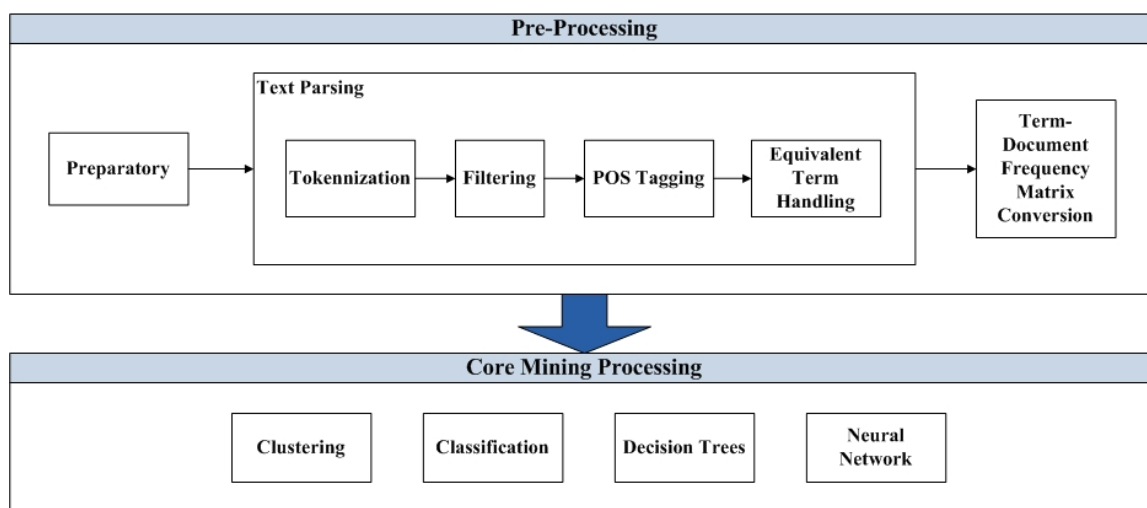 Pre-Processing
Text Parsing
Preparatory
Tokennization
Filtering
POS Tagging
Equivalent
Term
Handling
Term-
Document
Frequency
Matrix
Conversion
Core Mining Processing
Clustering
Classification
Decision Trees
Neural
Network